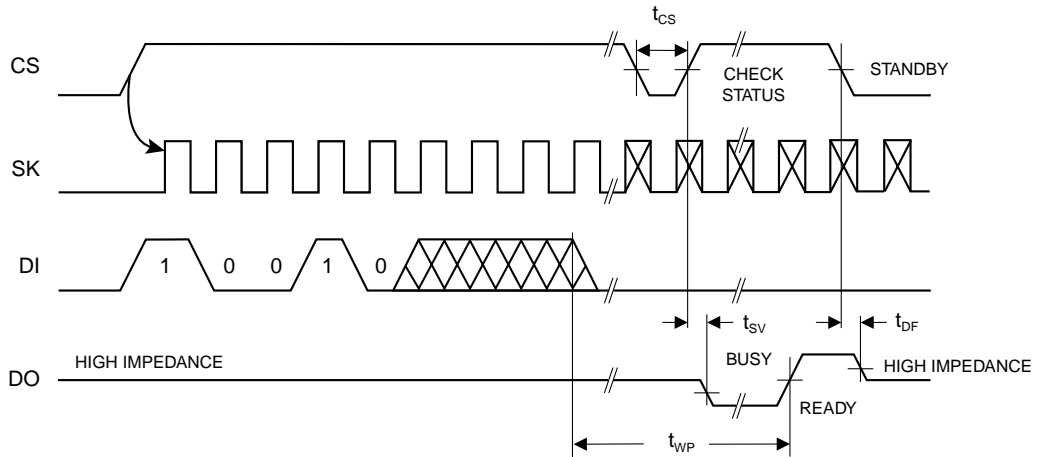 tCS
CS
CHECK
STATUS
STANDBY
SK
DI
1 0 0 1 0
tSV
tDF
HIGH IMPEDANCE
BUSY
HIGH IMPEDANCE
DO
READY
tWP